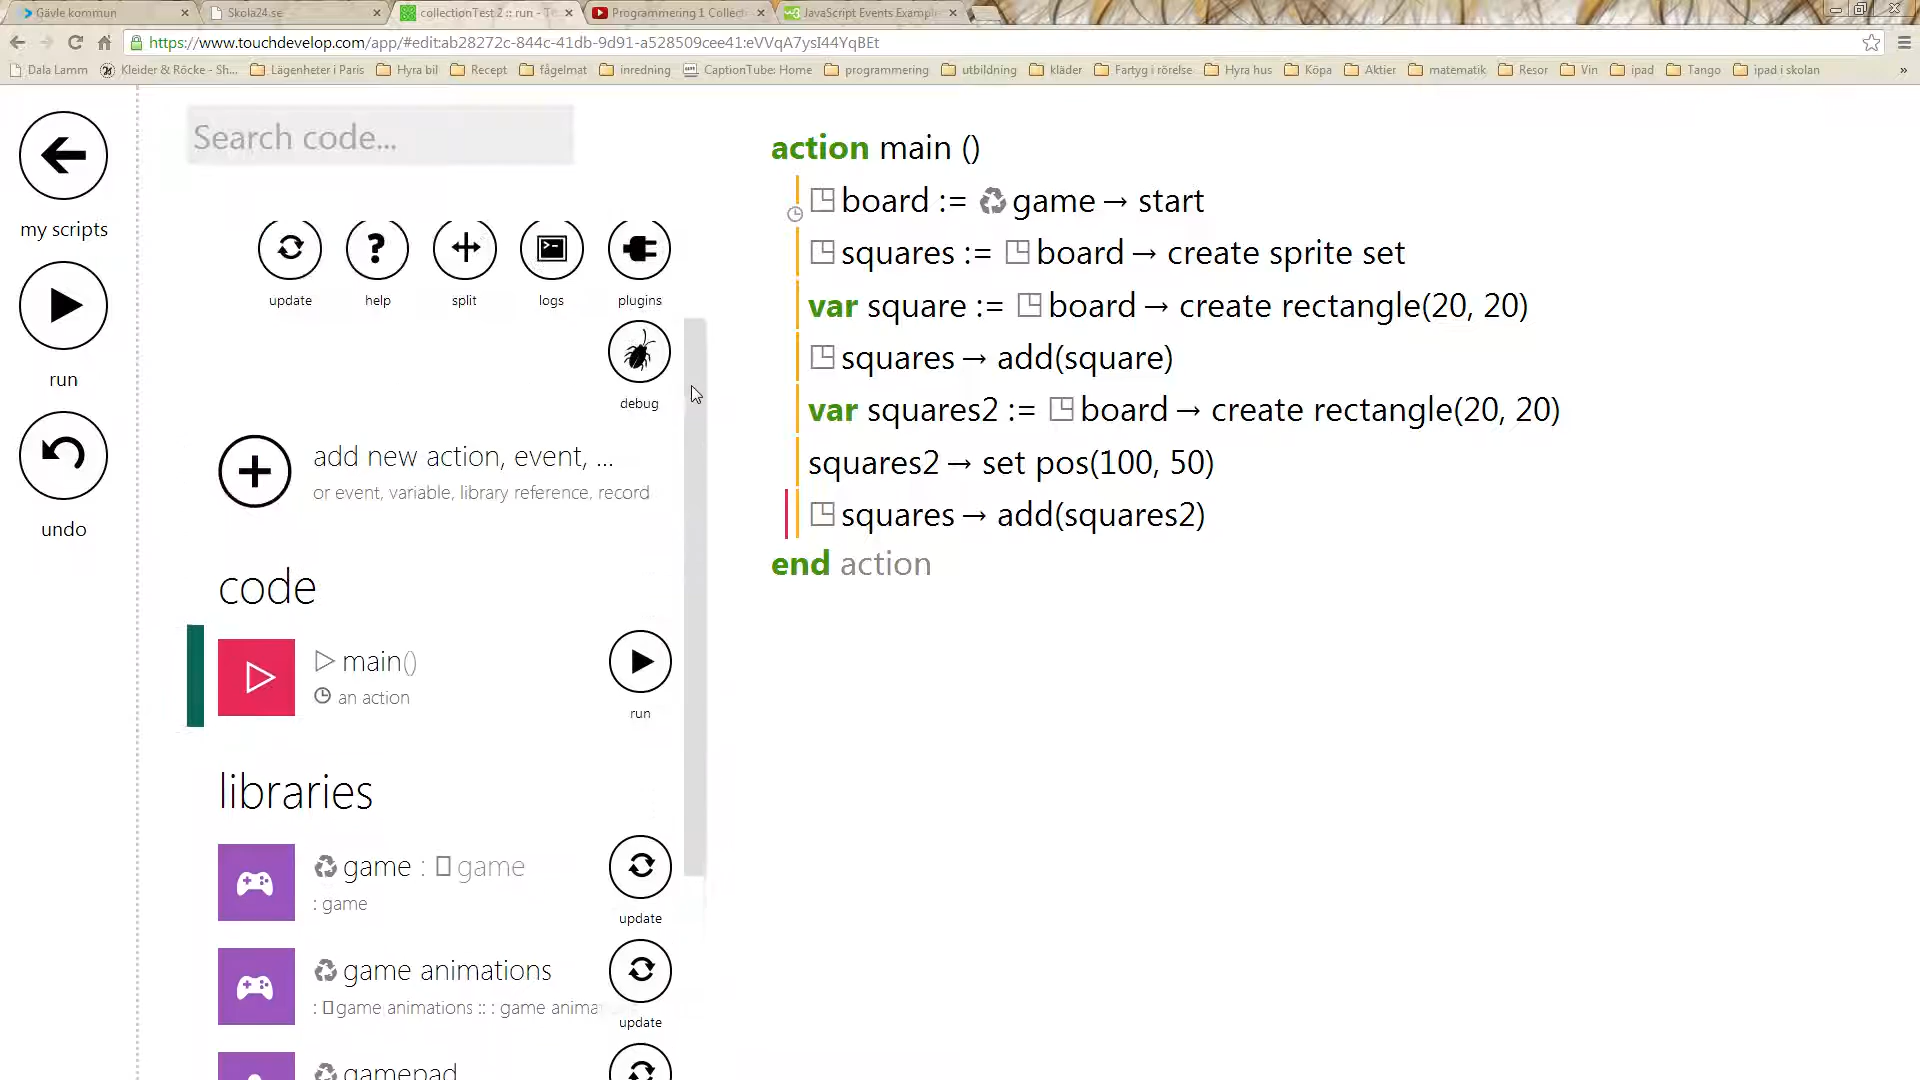 Gävle kommun
Skola24.se
collectionTest 2 :: run - T
Programmering 1 Collect
JavaScript Events Exampl
https://www.touchdevelop.com/app/#edit:ab28272c-844c-41db-9d91-a528509cee41:eVVqA7ysI44YqBEt
Dala Lamm
Kleider & Röcke - Sh...
Lägenheter i Paris
Hyra bil
Recept
fågelmat
inredning
CaptionTube: Home
programmering
utbildning
kläder
Fartyg i rörelse
Hyra hus
Köpa
Aktier
matematik
Resor
Vin
ipad
Tango
ipad i skolan
»
my scripts
run
undo
Search code...
update
help
split
logs
plugins
debug
add new action, event, ...
or event, variable, library reference, record
code
main()
an action
run
libraries
game : game
: game
update
game animations
: game animations :: : game anima
update
gamepad
action main ()
board := game → start
squares := board → create sprite set
var square := board → create rectangle(20, 20)
squares → add(square)
var squares2 := board → create rectangle(20, 20)
squares2 → set pos(100, 50)
squares → add(squares2)
end action